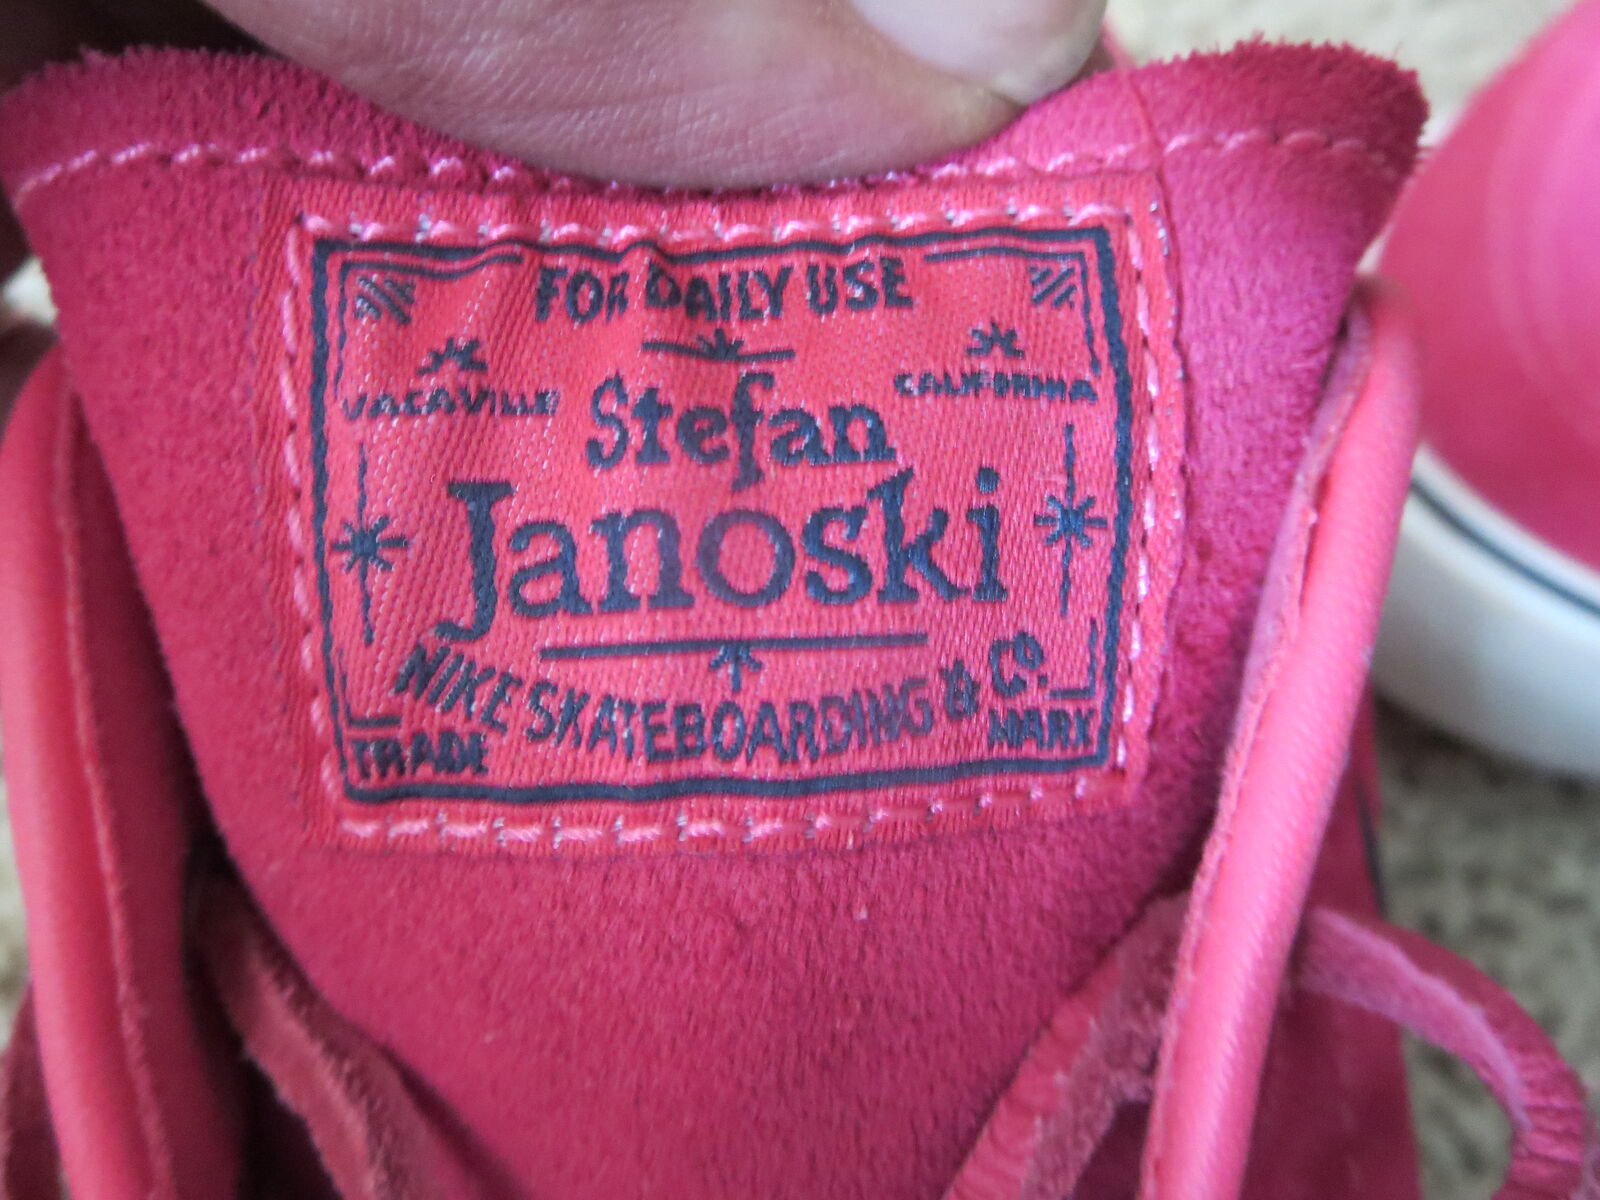 FOR DAILY USE
VACAVILLE
CALIFORNIA
Stefan
Janoski
NIKE SKATEBOARDING & Co.
TRADE
MARK